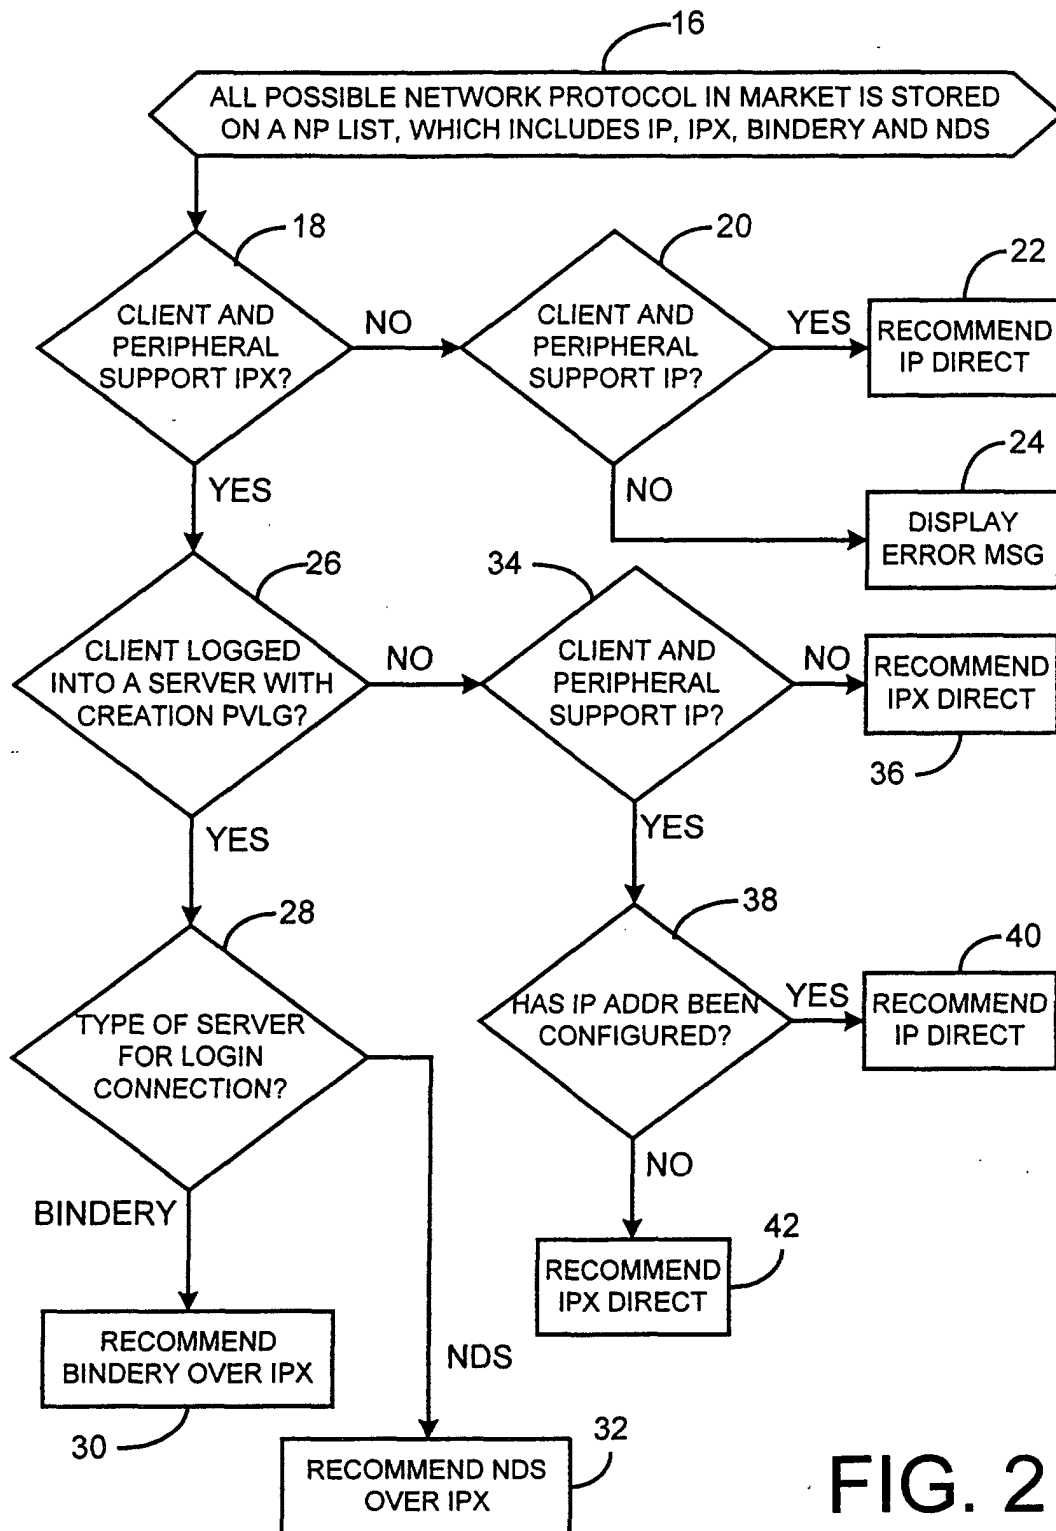 16
ALL POSSIBLE NETWORK PROTOCOL IN MARKET IS STORED
ON A NP LIST, WHICH INCLUDES IP, IPX, BINDERY AND NDS
18
CLIENT AND
PERIPHERAL
SUPPORT IPX?
NO
20
CLIENT AND
PERIPHERAL
SUPPORT IP?
YES
22
RECOMMEND
IP DIRECT
NO
24
DISPLAY
ERROR MSG
YES
26
CLIENT LOGGED
INTO A SERVER WITH
CREATION PVLG?
NO
34
CLIENT AND
PERIPHERAL
SUPPORT IP?
NO
RECOMMEND
IPX DIRECT
36
YES
28
TYPE OF SERVER
FOR LOGIN
CONNECTION?
YES
38
HAS IP ADDR BEEN
CONFIGURED?
YES
40
RECOMMEND
IP DIRECT
NO
42
RECOMMEND
IPX DIRECT
BINDERY
RECOMMEND
BINDERY OVER IPX
30
NDS
32
RECOMMEND NDS
OVER IPX
FIG. 2